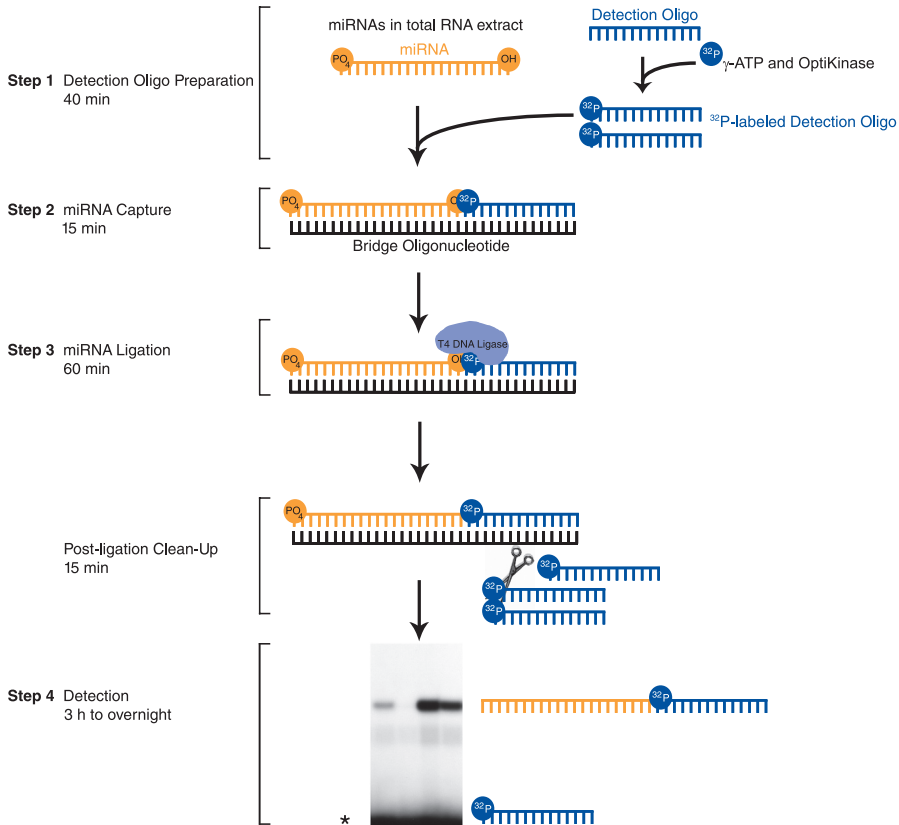 miRNAs in total RNA extract
Detection Oligo
miRNA
PO4
OH
32P
γ-ATP and OptiKinase
Step 1 Detection Oligo Preparation
40 min
32P
32P-labeled Detection Oligo
32P
Step 2 miRNA Capture
15 min
PO4
O
32P
Bridge Oligonucleotide
Step 3 miRNA Ligation
60 min
T4 DNA Ligase
PO4
OH
32P
PO4
32P
Post-ligation Clean-Up
15 min
32P
32P
32P
Step 4 Detection
3 h to overnight
32P
32P
*